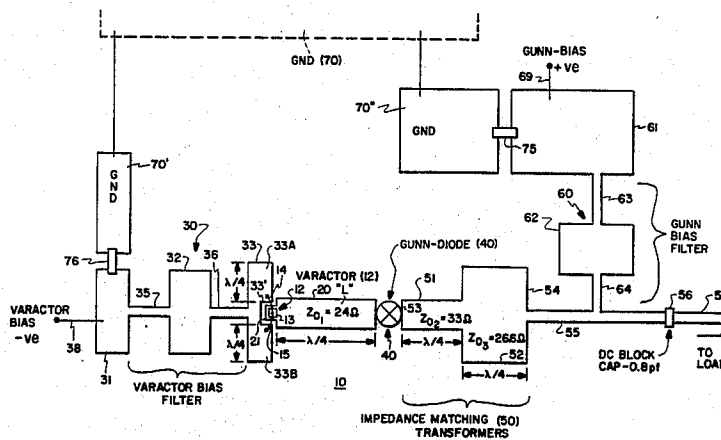 GND (70)
GUNN-BIAS
+ve
69
70"
GND
75
61
60
63
62
64
GUNN
BIAS
FILTER
70'
G
N
D
76
30
32
33
33A
36
35
λ/4
33'
14
12
13
VARACTOR (12)
20 "L"
Z01 = 24Ω
GUNN-DIODE (40)
51
53
54
Z02 = 33Ω
Z03 = 26.6Ω
52
40
55
56
DC BLOCK
CAP-0.8pf
TO
LOAD
VARACTOR
BIAS
-ve
38
31
λ/4
21
15
33B
λ/4
λ/4
λ/4
10
VARACTOR BIAS
FILTER
IMPEDANCE MATCHING (50)
TRANSFORMERS